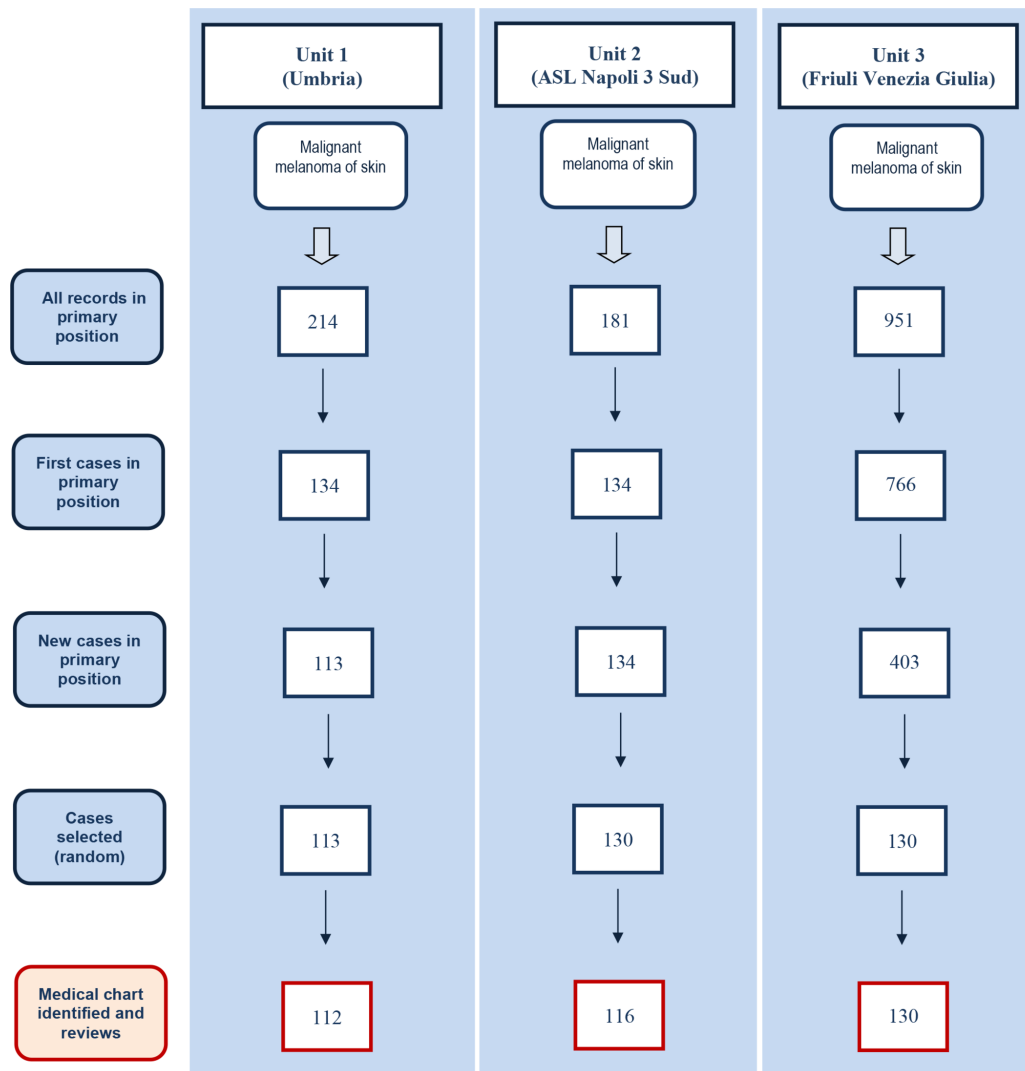 Unit 1
(Umbria)
Unit 2
(ASL Napoli 3 Sud)
Unit 3
(Friuli Venezia Giulia)
Malignant
melanoma of skin
Malignant
melanoma of skin
Malignant
melanoma of skin
All records in
primary
position
214
181
951
First cases in
primary
position
134
134
766
New cases in
primary
position
113
134
403
Cases
selected
(random)
113
130
130
Medical chart
identified and
reviews
112
116
130